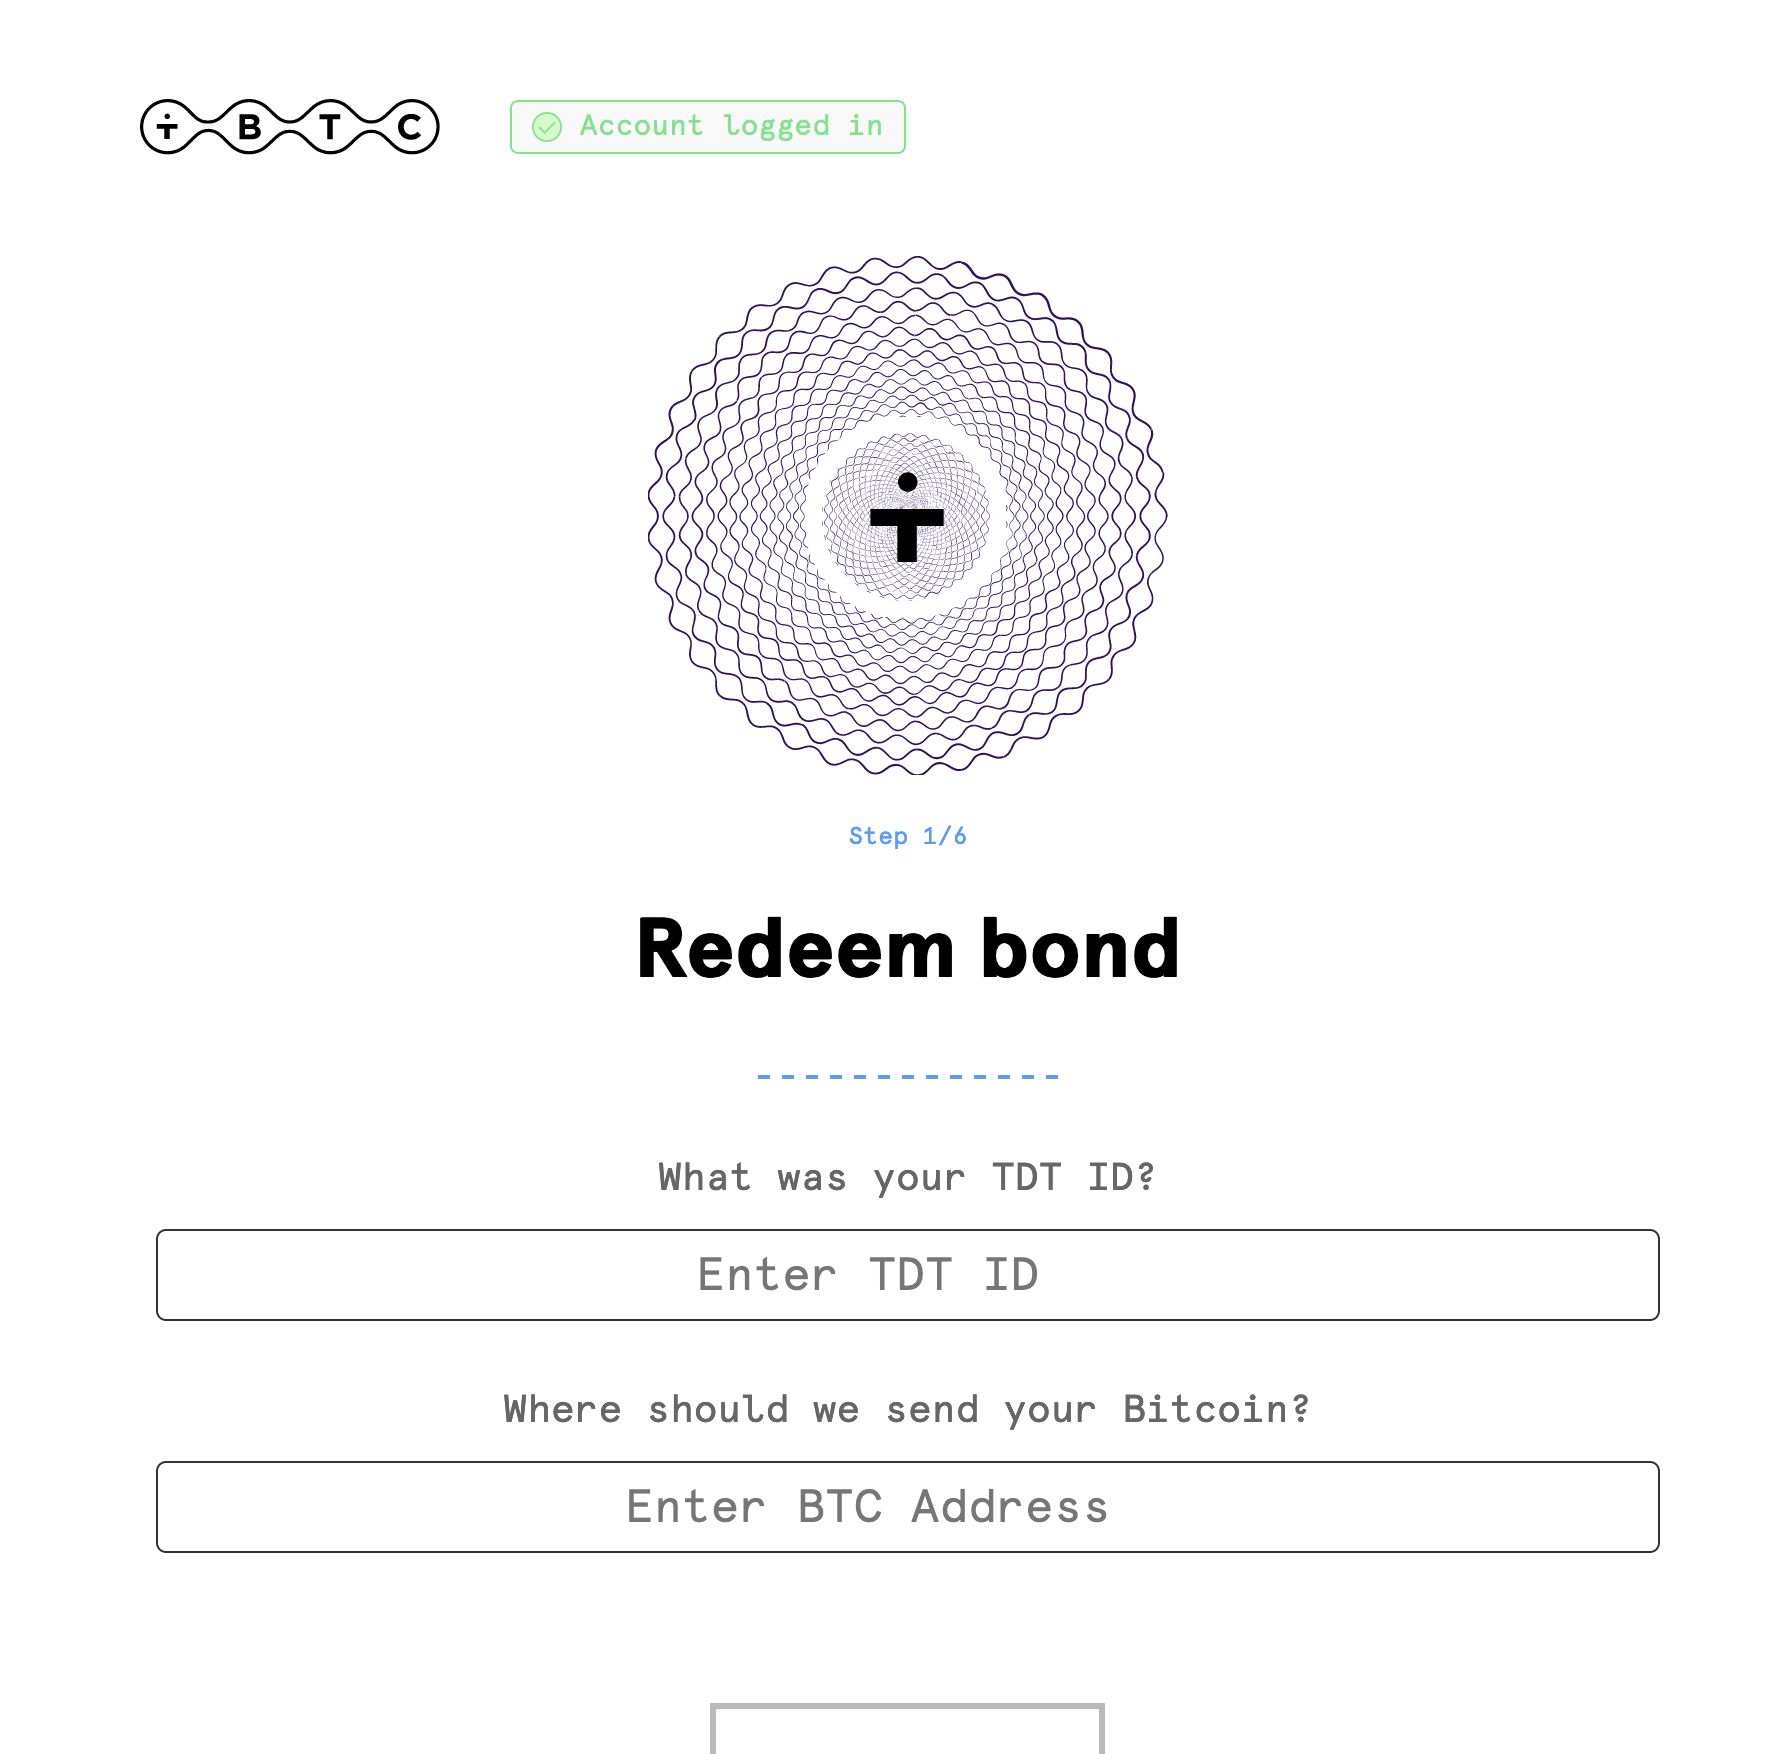 tBTC
Account logged in
Step 1/6
Redeem bond
What was your TDT ID?
Enter TDT ID
Where should we send your Bitcoin?
Enter BTC Address